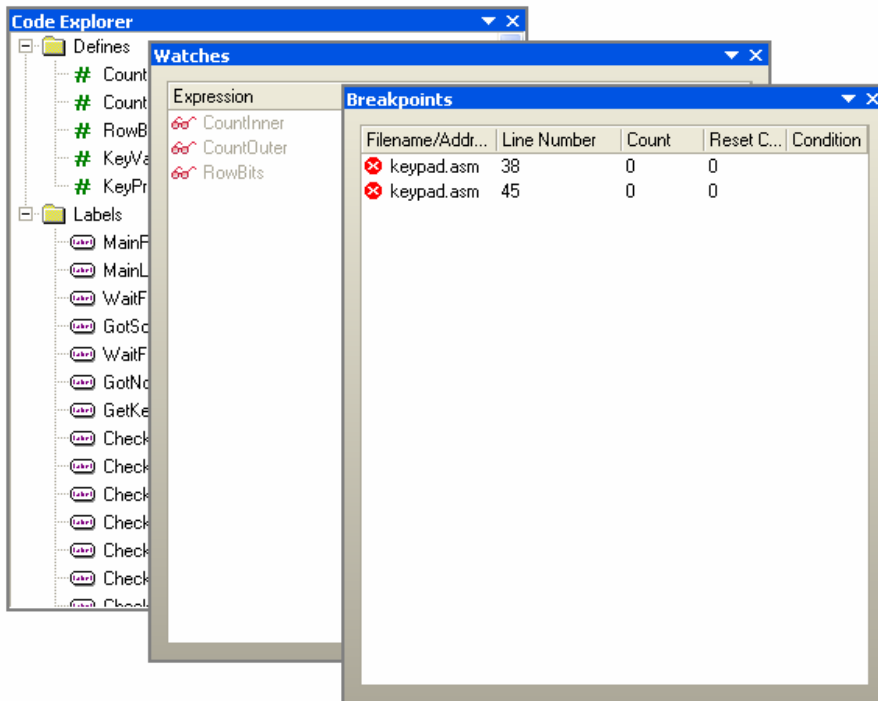 Code Explorer
Defines
# Count
# Count
# RowB
# KeyVa
# KeyPr
Labels
MainF
MainL
WaitF
GotSc
WaitF
GotNo
GetKe
Check
Check
Check
Check
Check
Check
Check
Watches
Expression
CountInner
CountOuter
RowBits
Breakpoints
Filename/Addr... Line Number Count Reset C... Condition
keypad.asm 38 0 0
keypad.asm 45 0 0